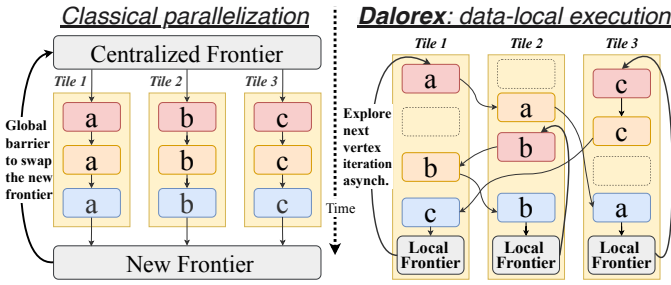 Classical parallelization
Centralized Frontier
Tile 1 Tile 2 Tile 3
a b c
a b c
a b c
Global
barrier
to swap
the new
frontier
New Frontier
Time
Dalorex: data-local execution
Tile 1 Tile 2 Tile 3
a
c
a
c
b
b
c
b
a
Explore
next
vertex
iteration
asynch.
Local
Frontier
Local
Frontier
Local
Frontier